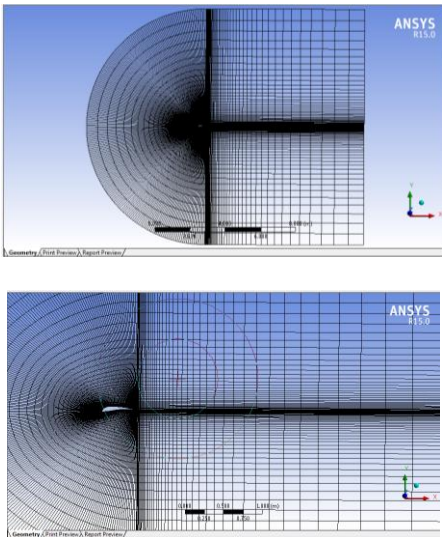 ANSYS
R15.0
Y
X
Geometry Print Preview Report Preview
ANSYS
R15.0
0.000 0.500 1.000 (m)
0.250 0.750
X
Geometry Print Preview Report Preview